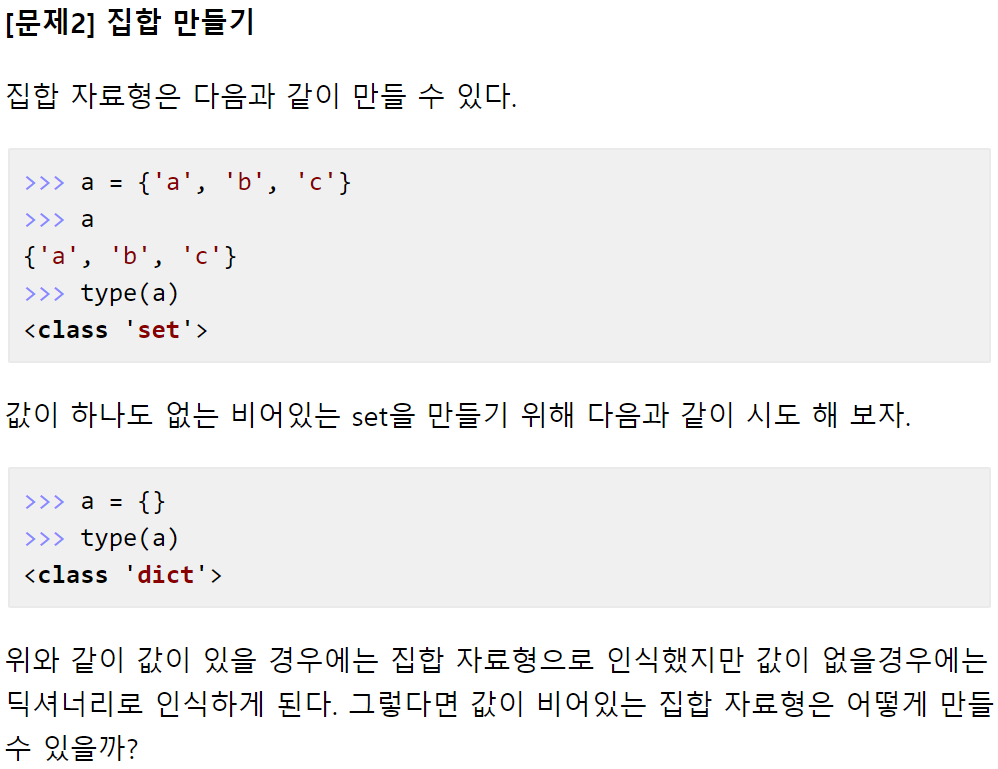 [문제2] 집합 만들기
집합 자료형은 다음과 같이 만들 수 있다.
>>> a = {'a', 'b', 'c'}
>>> a
{'a', 'b', 'c'}
>>> type(a)
<class 'set'>
값이 하나도 없는 비어있는 set을 만들기 위해 다음과 같이 시도 해 보자.
>>> a = {}
>>> type(a)
<class 'dict'>
위와 같이 값이 있을 경우에는 집합 자료형으로 인식했지만 값이 없을경우에는
딕셔너리로 인식하게 된다. 그렇다면 값이 비어있는 집합 자료형은 어떻게 만들
수 있을까?